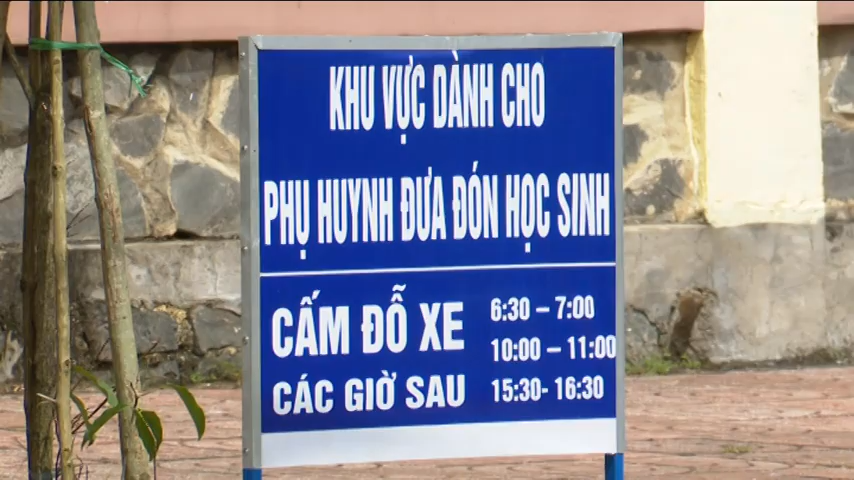 KHU VỰC DÀNH CHO
PHỤ HUYNH ĐƯA ĐÓN HỌC SINH
CẤM ĐỖ XE 6:30 – 7:00
10:00 – 11:00
CÁC GIỜ SAU 15:30- 16:30